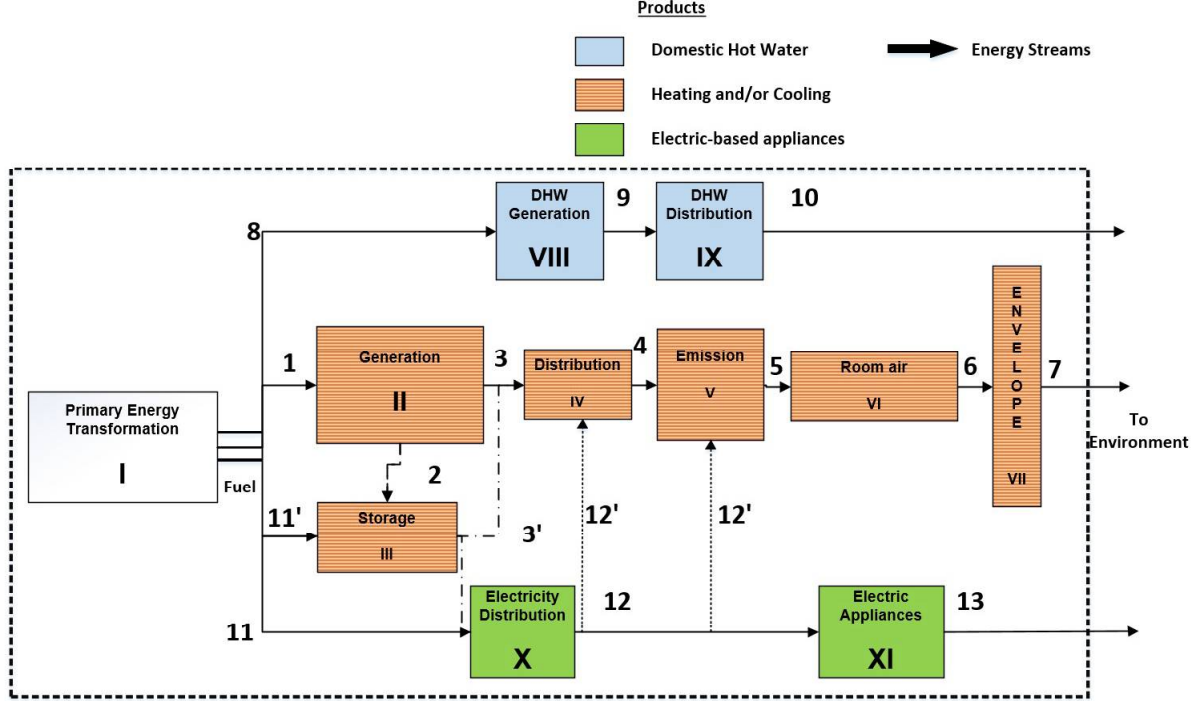 Products
Domestic Hot Water
Energy Streams
Heating and/or Cooling
Electric-based appliances
DHW
Generation
VIII
9
DHW
Distribution
IX
10
8
1
Generation
II
3
Distribution
IV
4
Emission
V
5
Room air
VI
6
ENVELOPE
VII
7
To
Environment
Primary Energy
Transformation
I
Fuel
2
11'
Storage
III
3'
12'
12'
11
Electricity
Distribution
X
12
Electric
Appliances
XI
13